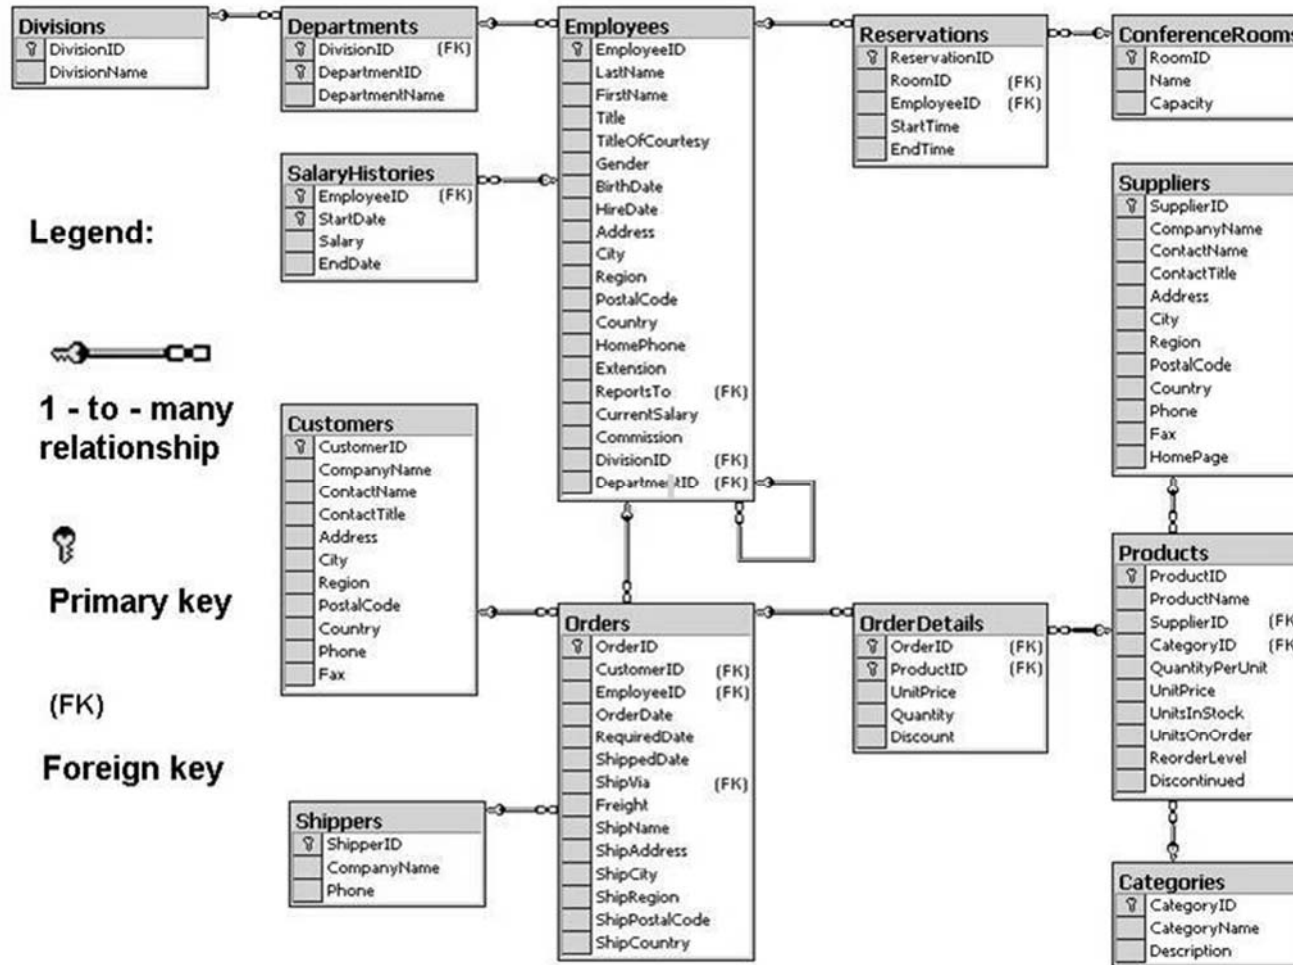 Divisions
DivisionID
DivisionName
Departments
DivisionID (FK)
DepartmentID
DepartmentName
Employees
EmployeeID
LastName
FirstName
Title
TitleOfCourtesy
Gender
BirthDate
HireDate
Address
City
Region
PostalCode
Country
HomePhone
Extension
ReportsTo (FK)
CurrentSalary
Commission
DivisionID (FK)
DepartmentID (FK)
Reservations
ReservationID
RoomID (FK)
EmployeeID (FK)
StartTime
EndTime
ConferenceRooms
RoomID
Name
Capacity
SalaryHistories
EmployeeID (FK)
StartDate
Salary
EndDate
Suppliers
SupplierID
CompanyName
ContactName
ContactTitle
Address
City
Region
PostalCode
Country
Phone
Fax
HomePage
Legend:
1 - to - many
relationship
Primary key
(FK)
Foreign key
Customers
CustomerID
CompanyName
ContactName
ContactTitle
Address
City
Region
PostalCode
Country
Phone
Fax
Orders
OrderID
CustomerID (FK)
EmployeeID (FK)
OrderDate
RequiredDate
ShippedDate
ShipVia (FK)
Freight
ShipName
ShipAddress
ShipCity
ShipRegion
ShipPostalCode
ShipCountry
OrderDetails
OrderID (FK)
ProductID (FK)
UnitPrice
Quantity
Discount
Products
ProductID
ProductName
SupplierID (FK
CategoryID (FK
QuantityPerUnit
UnitPrice
UnitsInStock
UnitsOnOrder
ReorderLevel
Discontinued
Shippers
ShipperID
CompanyName
Phone
Categories
CategoryID
CategoryName
Description